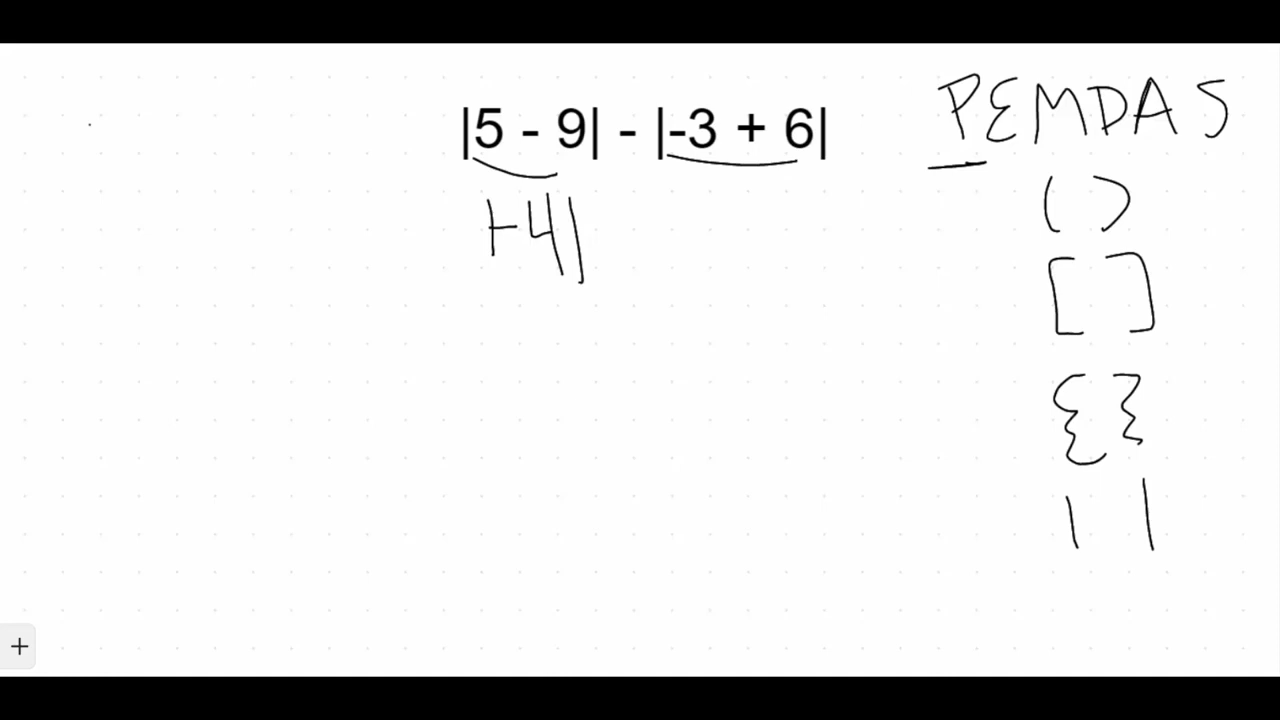 |5 - 9| - |-3 + 6|
|-4|
PEMDAS
( )
[ ]
{ }
| |